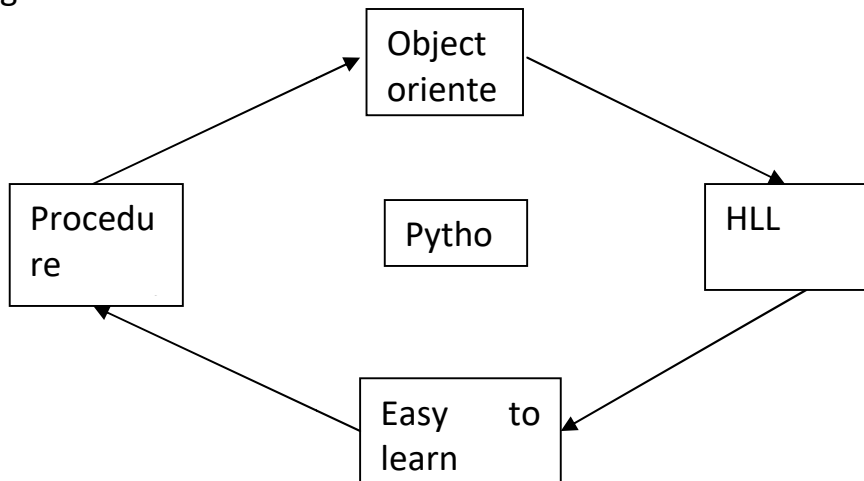 Object
oriente
Procedu
re
Pytho
HLL
Easy to
learn